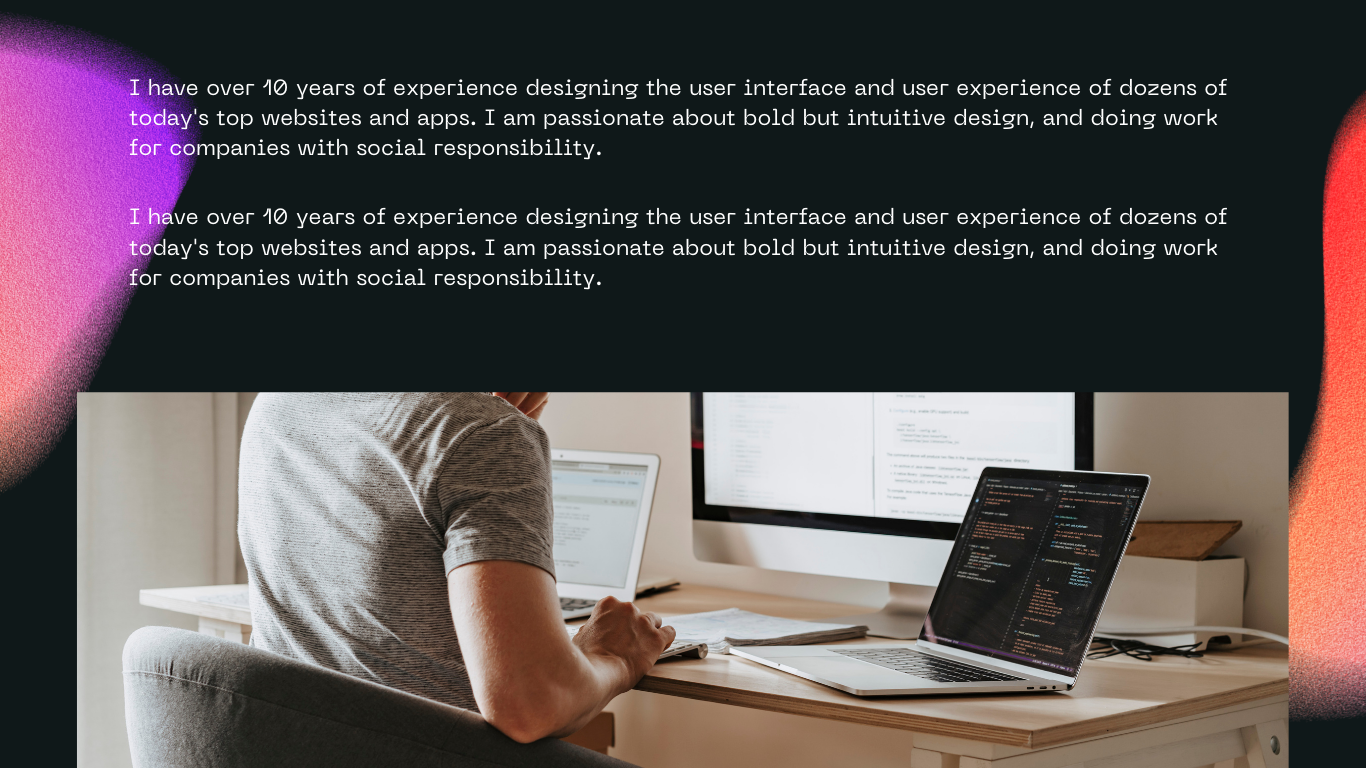 I have over 10 years of experience designing the user interface and user experience of dozens of
today's top websites and apps. I am passionate about bold but intuitive design, and doing work
for companies with social responsibility.
I have over 10 years of experience designing the user interface and user experience of dozens of
today's top websites and apps. I am passionate about bold but intuitive design, and doing work
for companies with social responsibility.